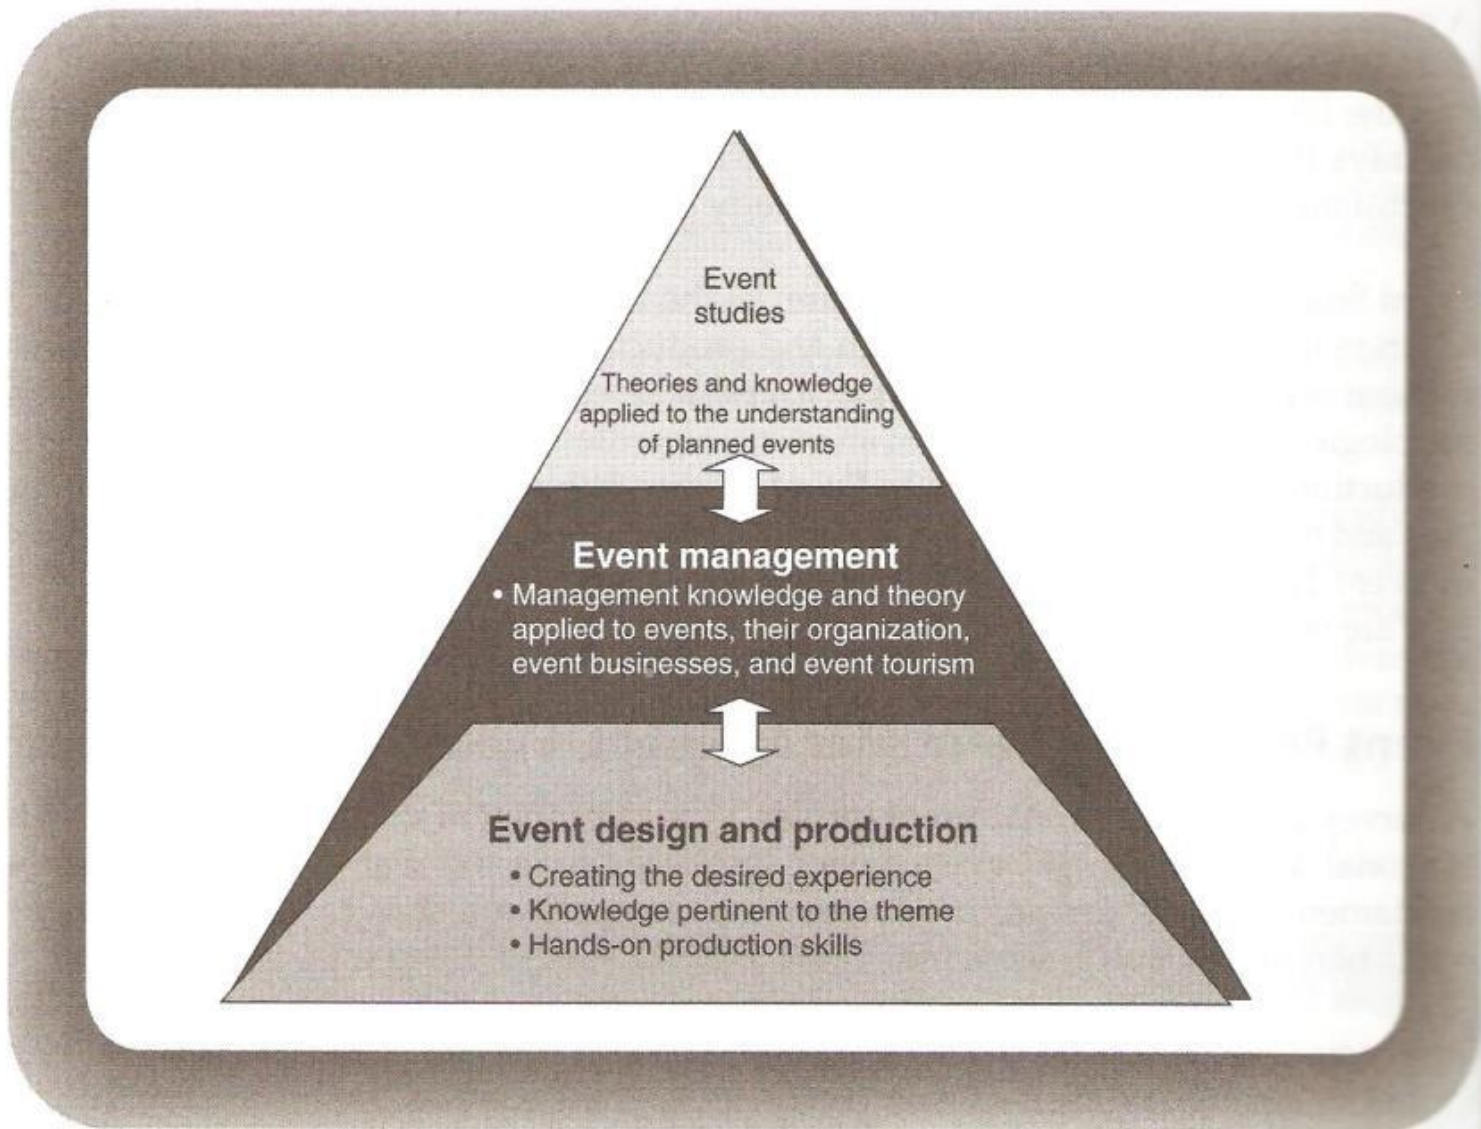 Event
studies
Theories and knowledge
applied to the understanding
of planned events
Event management
• Management knowledge and theory
applied to events, their organization,
event businesses, and event tourism
Event design and production
• Creating the desired experience
• Knowledge pertinent to the theme
• Hands-on production skills